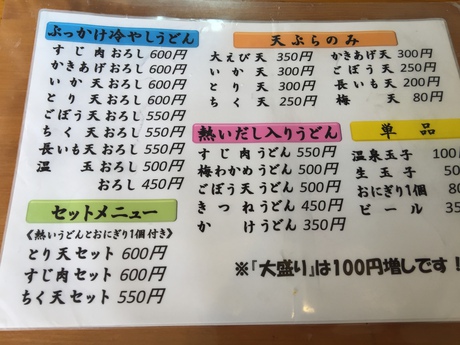 ぶっかけ冷やしうどん
すじ肉おろし 600円
かきあげおろし 600円
いか天おろし 600円
とり天おろし 600円
ごぼう天おろし 550円
ちく天おろし 550円
長いも天おろし 550円
温玉おろし 500円
おろし 450円
セットメニュー
《熱いうどんとおにぎり1個付き》
とり天セット 600円
すじ肉セット 600円
ちく天セット 550円
天ぷらのみ
大えび天 350円
いか天 300円
とり天 300円
ちく天 250円
かきあげ天 300円
ごぼう天 250円
長いも天 200円
梅天 80円
熱いだし入りうどん
すじ肉うどん 550円
梅わかめうどん 500円
ごぼう天うどん 500円
きつねうどん 450円
かけうどん 350円
単品
温泉玉子 100
生玉子 50
おにぎり1個 80
ビール 35
※「大盛り」は100円増しです!